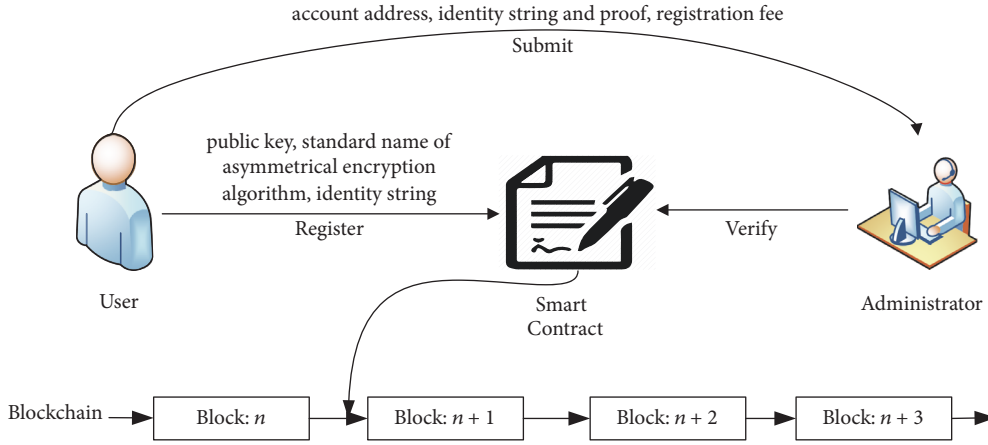 account address, identity string and proof, registration fee
Submit
public key, standard name of
asymmetrical encryption
algorithm, identity string
Register
Verify
User
Smart
Contract
Administrator
Blockchain
Block: n
Block: n + 1
Block: n + 2
Block: n + 3